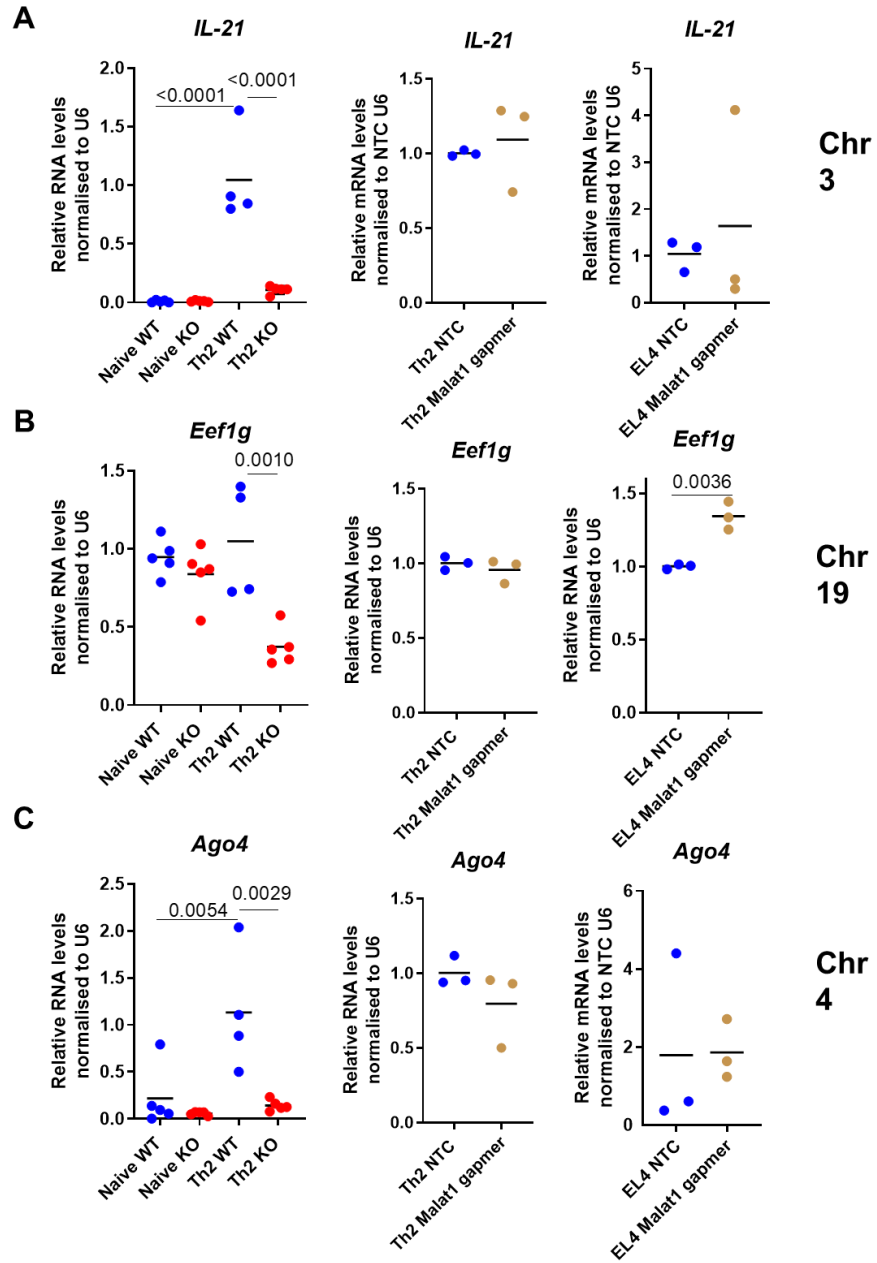 A
IL-21
Relative RNA levels
normalised to U6
2.0
1.5
1.0
0.5
0.0
<0.0001
<0.0001
Naive WT
Naive KO
Th2 WT
Th2 KO
IL-21
Relative mRNA levels
normalised to NTC U6
1.5
1.0
0.5
0.0
Th2 NTC
Th2 Malat1 gapmer
IL-21
Relative mRNA levels
normalised to NTC U6
5
4
3
2
1
0
EL4 NTC
EL4 Malat1 gapmer
Chr
3
B
Eef1g
Relative RNA levels
normalised to U6
1.5
1.0
0.5
0.0
0.0010
Naive WT
Naive KO
Th2 WT
Th2 KO
Eef1g
Relative RNA levels
normalised to U6
1.5
1.0
0.5
0.0
Th2 NTC
Th2 Malat1 gapmer
Eef1g
Relative RNA levels
normalised to U6
1.5
1.0
0.5
0.0
0.0036
EL4 NTC
EL4 Malat1 gapmer
Chr
19
C
Ago4
Relative RNA levels
normalised to U6
2.5
2.0
1.5
1.0
0.5
0.0
0.0054
0.0029
Naive WT
Naive KO
Th2 WT
Th2 KO
Ago4
Relative RNA levels
normalised to U6
1.5
1.0
0.5
0.0
Th2 NTC
Th2 Malat1 gapmer
Ago4
Relative mRNA levels
normalised to NTC U6
6
4
2
0
EL4 NTC
EL4 Malat1 gapmer
Chr
4